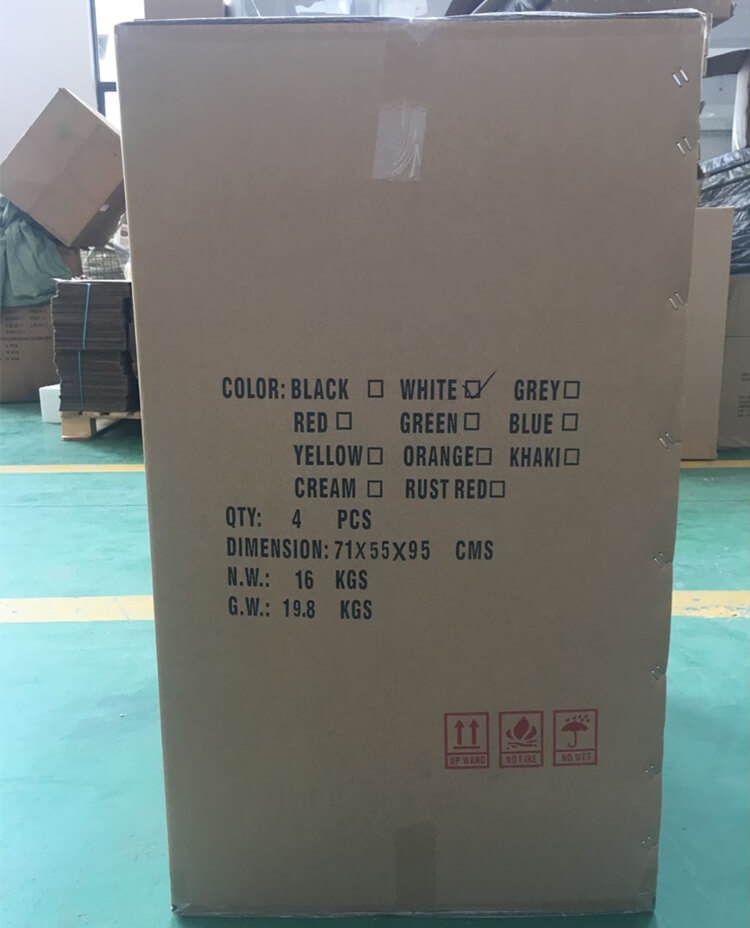 COLOR: BLACK ☐ WHITE ☑ GREY ☐
RED ☐ GREEN ☐ BLUE ☐
YELLOW ☐ ORANGE ☐ KHAKI ☐
CREAM ☐ RUST RED ☐
QTY: 4 PCS
DIMENSION: 71X55X95 CMS
N.W.: 16 KGS
G.W.: 19.8 KGS
UP WARD NO FIRE NO WET